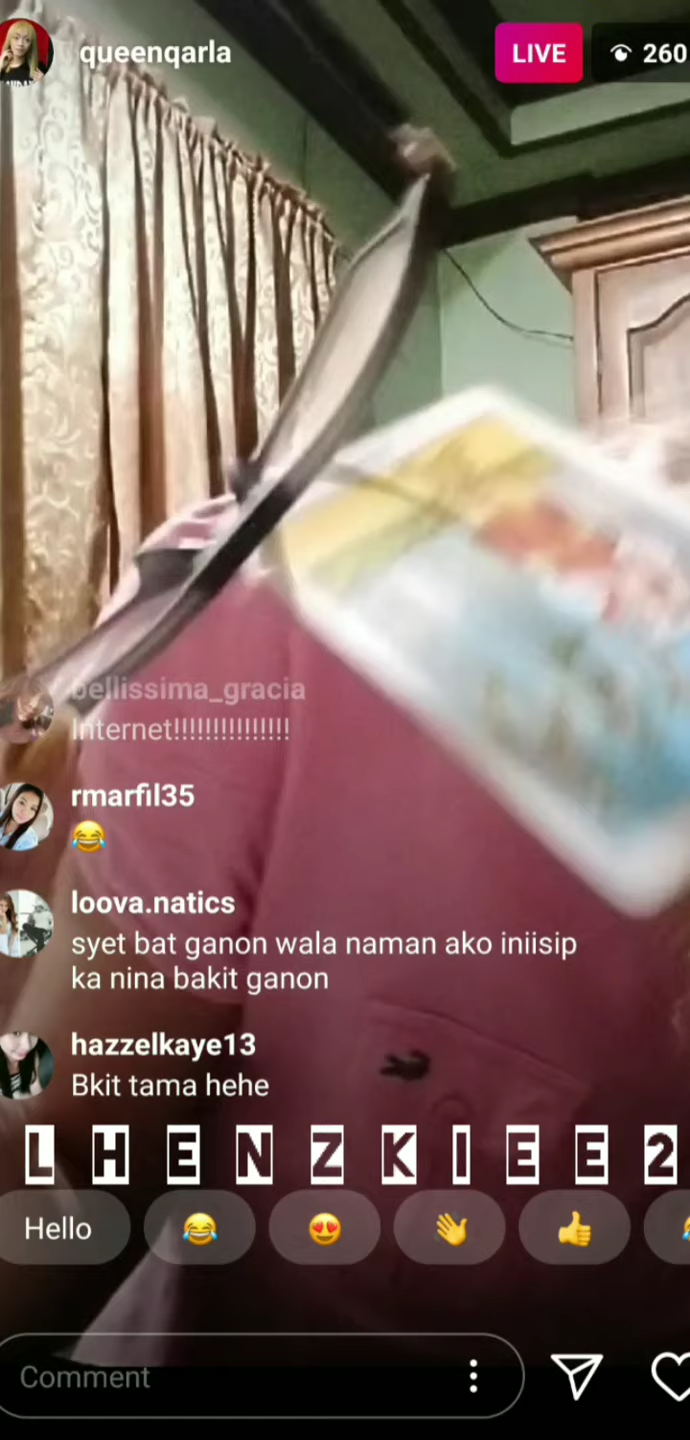 queenqarla
LIVE
260
bellissima_gracia
Internet!!!!!!!!!!!!!!!
rmarfil35
😂
loova.natics
syet bat ganon wala naman ako iniisip
ka nina bakit ganon
hazzelkaye13
Bkit tama hehe
LHENZKIEE2
Hello 😂 😍 👋 👍
Comment